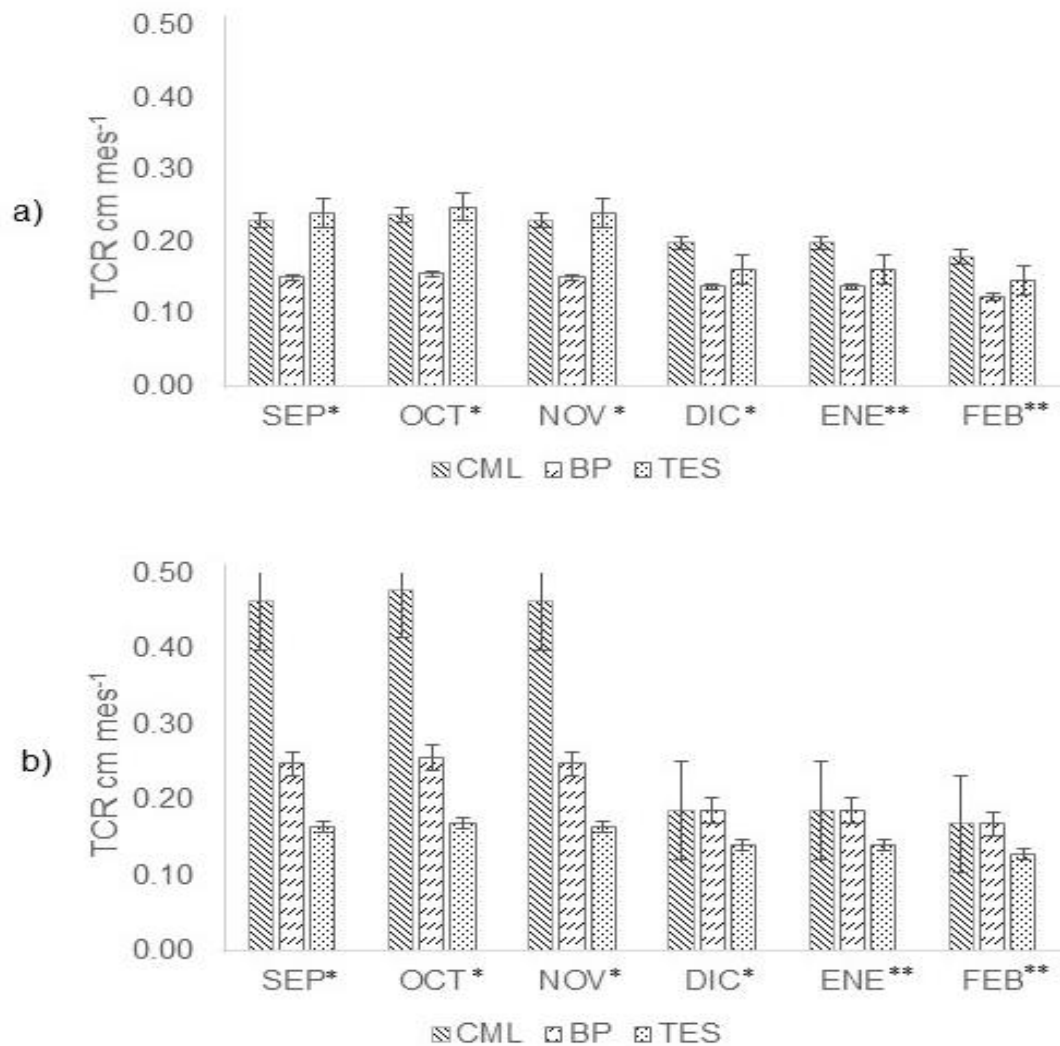 a)
TCR cm mes⁻¹
0.50
0.40
0.30
0.20
0.10
0.00
SEP* OCT* NOV* DIC* ENE** FEB**
CML BP TES
b)
TCR cm mes⁻¹
0.50
0.40
0.30
0.20
0.10
0.00
SEP* OCT* NOV* DIC* ENE** FEB**
CML BP TES